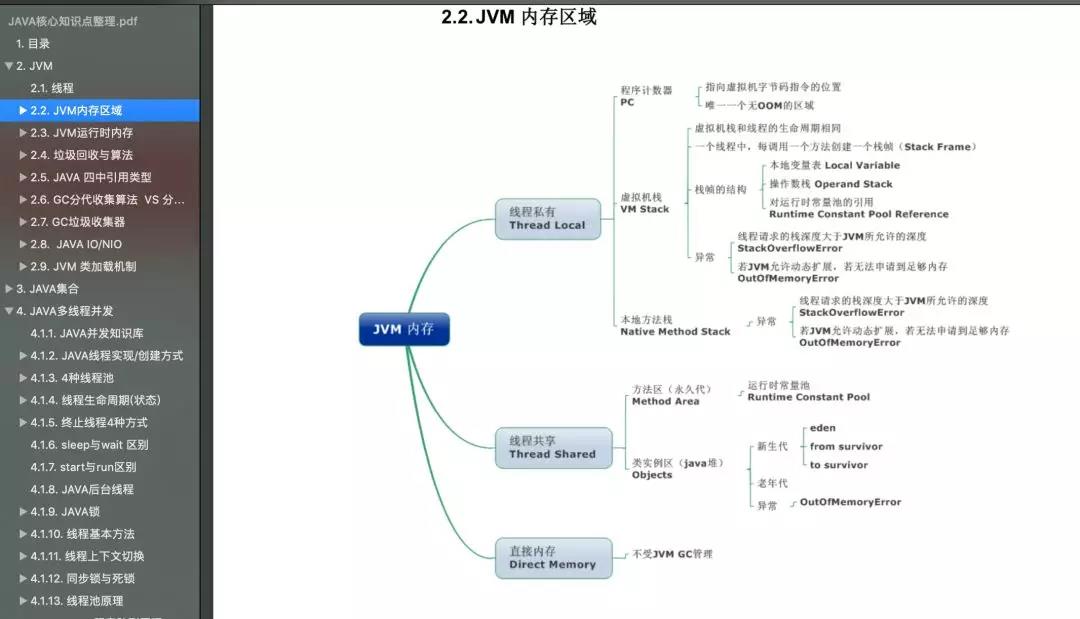 JAVA核心知识点整理.pdf
1. 目录
2. JVM
2.1. 线程
2.2. JVM内存区域
2.3. JVM运行时内存
2.4. 垃圾回收与算法
2.5. JAVA 四中引用类型
2.6. GC分代收集算法 VS 分...
2.7. GC垃圾收集器
2.8. JAVA IO/NIO
2.9. JVM 类加载机制
3. JAVA集合
4. JAVA多线程并发
4.1.1. JAVA并发知识库
4.1.2. JAVA线程实现/创建方式
4.1.3. 4种线程池
4.1.4. 线程生命周期(状态)
4.1.5. 终止线程4种方式
4.1.6. sleep与wait 区别
4.1.7. start与run区别
4.1.8. JAVA后台线程
4.1.9. JAVA锁
4.1.10. 线程基本方法
4.1.11. 线程上下文切换
4.1.12. 同步锁与死锁
4.1.13. 线程池原理
2.2. JVM 内存区域
JVM 内存
线程私有
Thread Local
程序计数器
PC
指向虚拟机字节码指令的位置
唯一一个无OOM的区域
虚拟机栈
VM Stack
虚拟机栈和线程的生命周期相同
一个线程中，每调用一个方法创建一个栈帧（Stack Frame）
栈帧的结构
本地变量表 Local Variable
操作数栈 Operand Stack
对运行时常量池的引用
Runtime Constant Pool Reference
异常
线程请求的栈深度大于JVM所允许的深度
StackOverflowError
若JVM允许动态扩展，若无法申请到足够内存
OutOfMemoryError
本地方法栈
Native Method Stack
异常
线程请求的栈深度大于JVM所允许的深度
StackOverflowError
若JVM允许动态扩展，若无法申请到足够内存
OutOfMemoryError
线程共享
Thread Shared
方法区（永久代）
Method Area
运行时常量池
Runtime Constant Pool
类实例区（java堆）
Objects
新生代
eden
from survivor
to survivor
老年代
异常
OutOfMemoryError
直接内存
Direct Memory
不受JVM GC管理